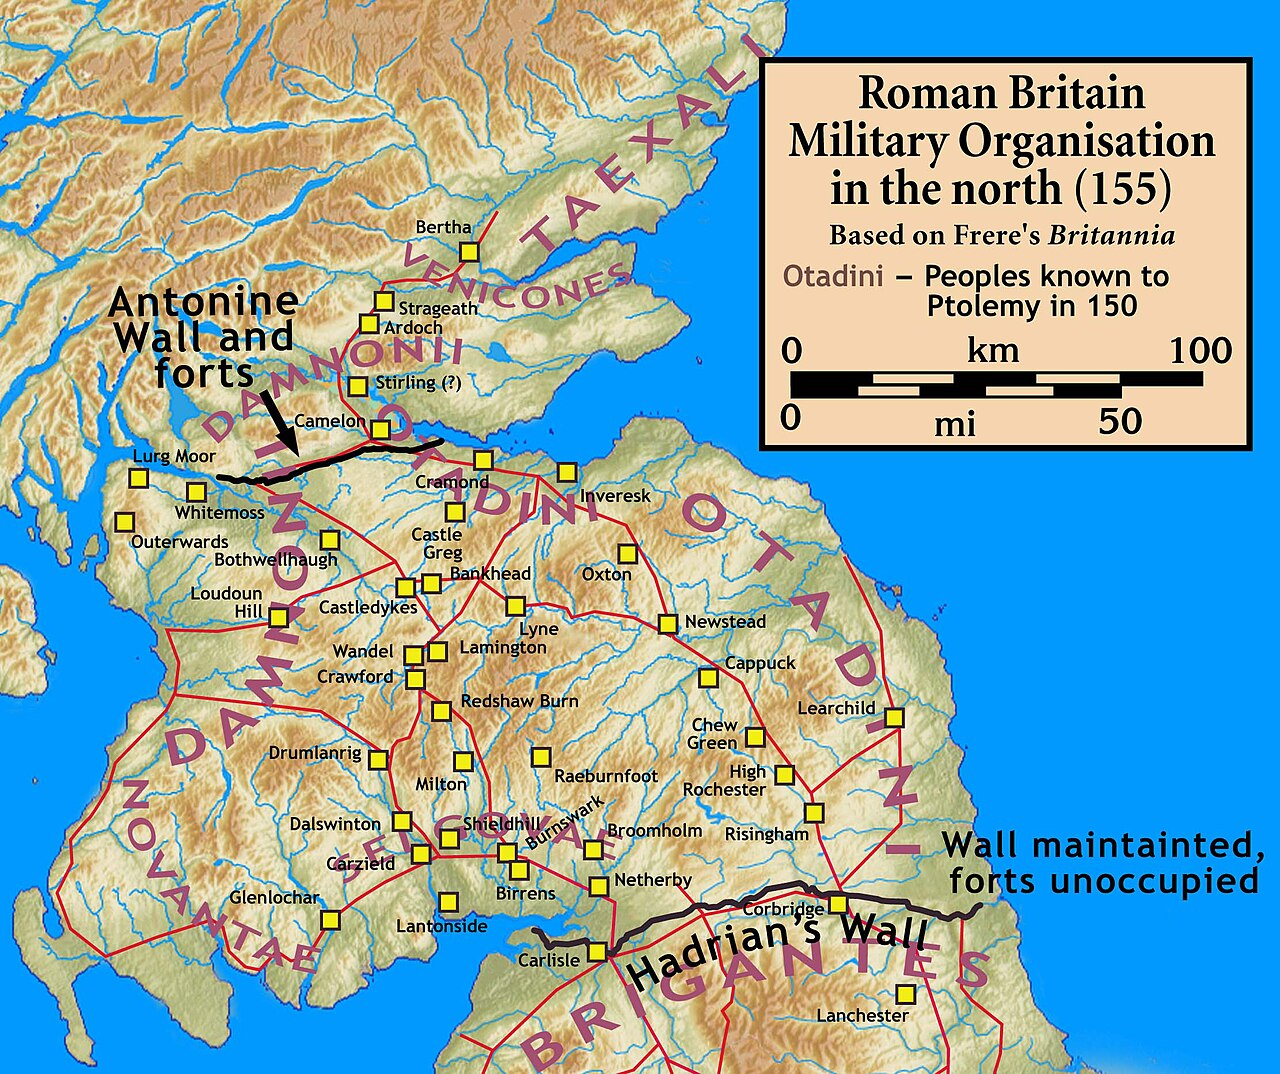 Roman Britain
Military Organisation
in the north (155)
Based on Frere's Britannia
Otadini – Peoples known to
Ptolemy in 150
0 km 100
0 mi 50
TAEXALI
Bertha
VENICONES
Strageath
Ardoch
Antonine
Wall and
forts
DAMNONII
Stirling (?)
Camelon
OTADINI
Lurg Moor
Whitemoss
Outerwards
Cramond
Inveresk
Castle
Greg
Bothwellhaugh
DAMNONII
OTADINI
Oxton
Bankhead
Loudoun
Hill
Castledykes
Lyne
Newstead
Wandel
Lamington
Crawford
Cappuck
Redshaw Burn
Learchild
Chew
Green
Drumlanrig
Milton
Raeburnfoot
High
Rochester
NOVANTAE
Dalswinton
Shieldhill
Burnswark
Broomholm
Risingham
SELGOVAE
Carzield
Birrens
Netherby
Wall maintainted,
forts unoccupied
Glenlochar
Lantonside
Corbridge
Carlisle
Hadrian's Wall
BRIGANTES
Lanchester